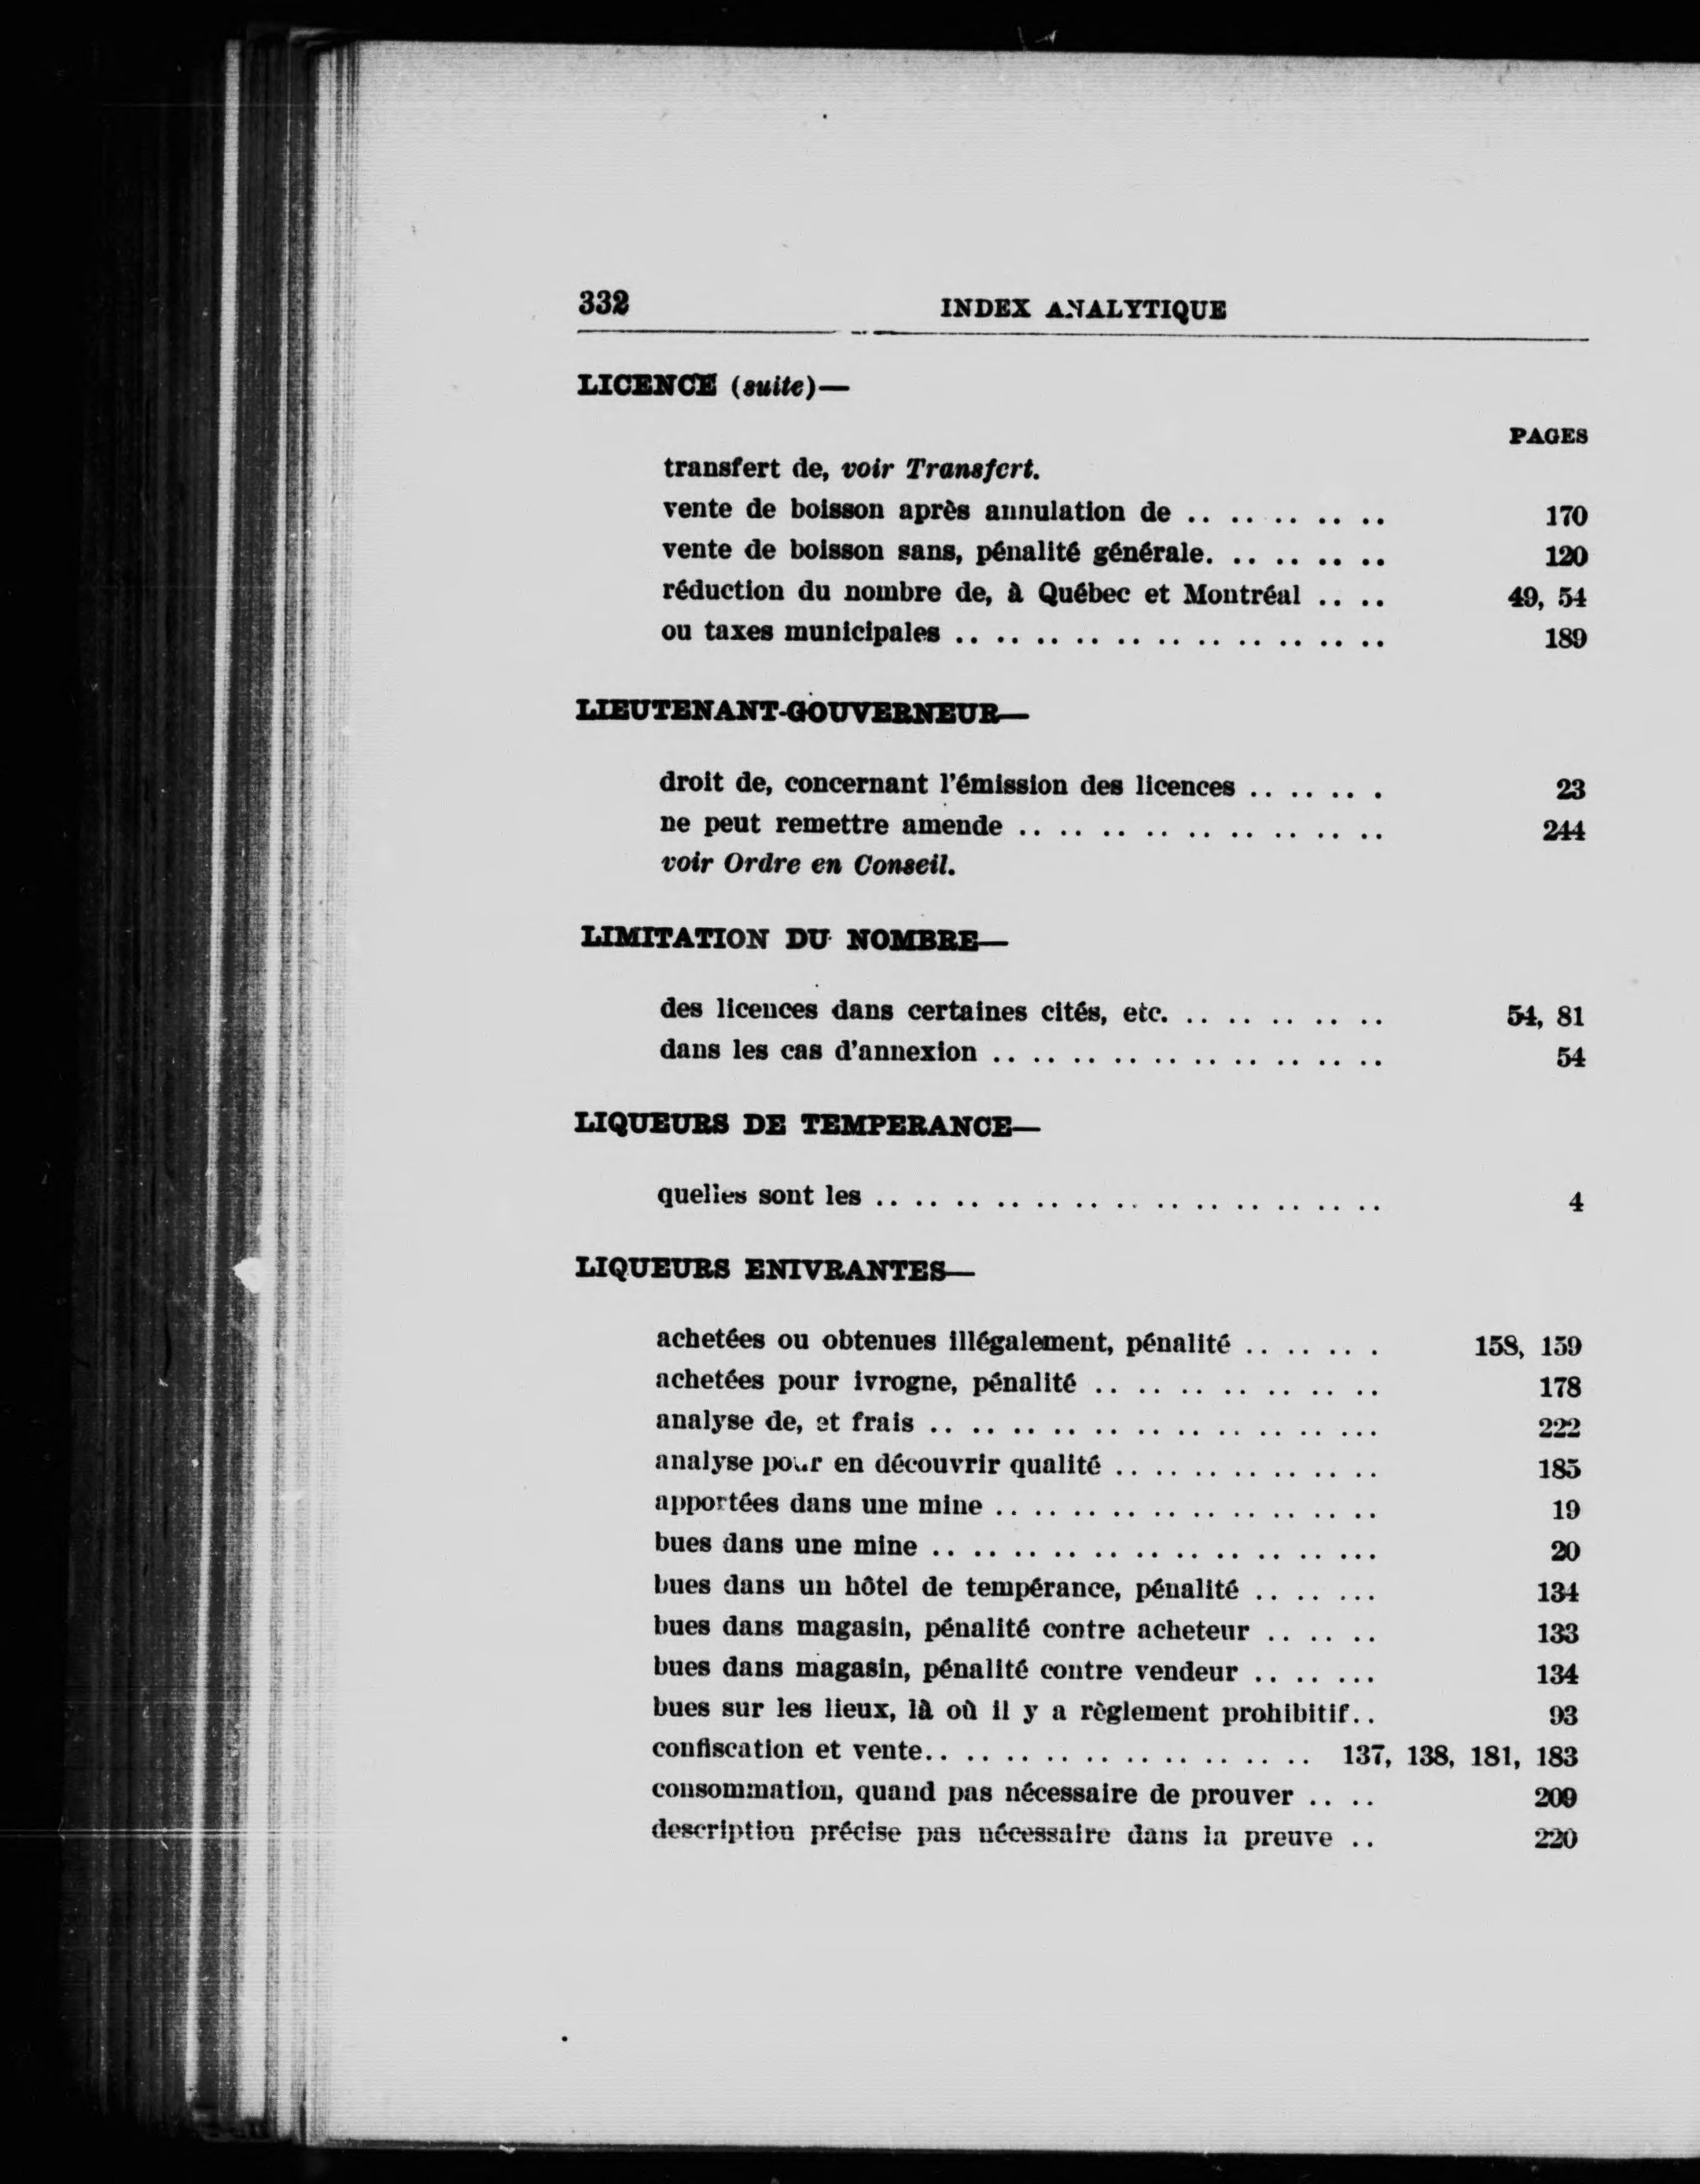 332 INDEX ANALYTIQUE
LICENCE (suite)—
PAGES
transfert de, voir Transfert.
vente de boisson après annulation de .. .. .. .. .. 170
vente de boisson sans, pénalité générale. .. .. .. .. 120
réduction du nombre de, à Québec et Montréal .. .. 49, 54
ou taxes municipales .. .. .. .. .. .. .. .. .. .. .. 189
LIEUTENANT-GOUVERNEUR—
droit de, concernant l'émission des licences .. .. .. . 23
ne peut remettre amende .. .. .. .. .. .. .. .. .. 244
voir Ordre en Conseil.
LIMITATION DU NOMBRE—
des licences dans certaines cités, etc. .. .. .. .. .. 54, 81
dans les cas d'annexion .. .. .. .. .. .. .. .. .. .. 54
LIQUEURS DE TEMPERANCE—
quelles sont les .. .. .. .. .. .. .. .. .. .. .. .. .. 4
LIQUEURS ENIVRANTES—
achetées ou obtenues illégalement, pénalité .. .. .. . 158, 159
achetées pour ivrogne, pénalité .. .. .. .. .. .. .. 178
analyse de, et frais .. .. .. .. .. .. .. .. .. .. ... 222
analyse pour en découvrir qualité .. .. .. .. .. .. .. 185
apportées dans une mine .. .. .. .. .. .. .. .. .. .. 19
bues dans une mine .. .. .. .. .. .. .. .. .. .. ... 20
bues dans un hôtel de tempérance, pénalité .. .. ... 134
bues dans magasin, pénalité contre acheteur .. .. .. 133
bues dans magasin, pénalité contre vendeur .. .. ... 134
bues sur les lieux, là où il y a règlement prohibitif.. 93
confiscation et vente.. .. .. .. .. .. .. .. .. .. 137, 138, 181, 183
consommation, quand pas nécessaire de prouver .. .. 209
description précise pas nécessaire dans la preuve .. 220